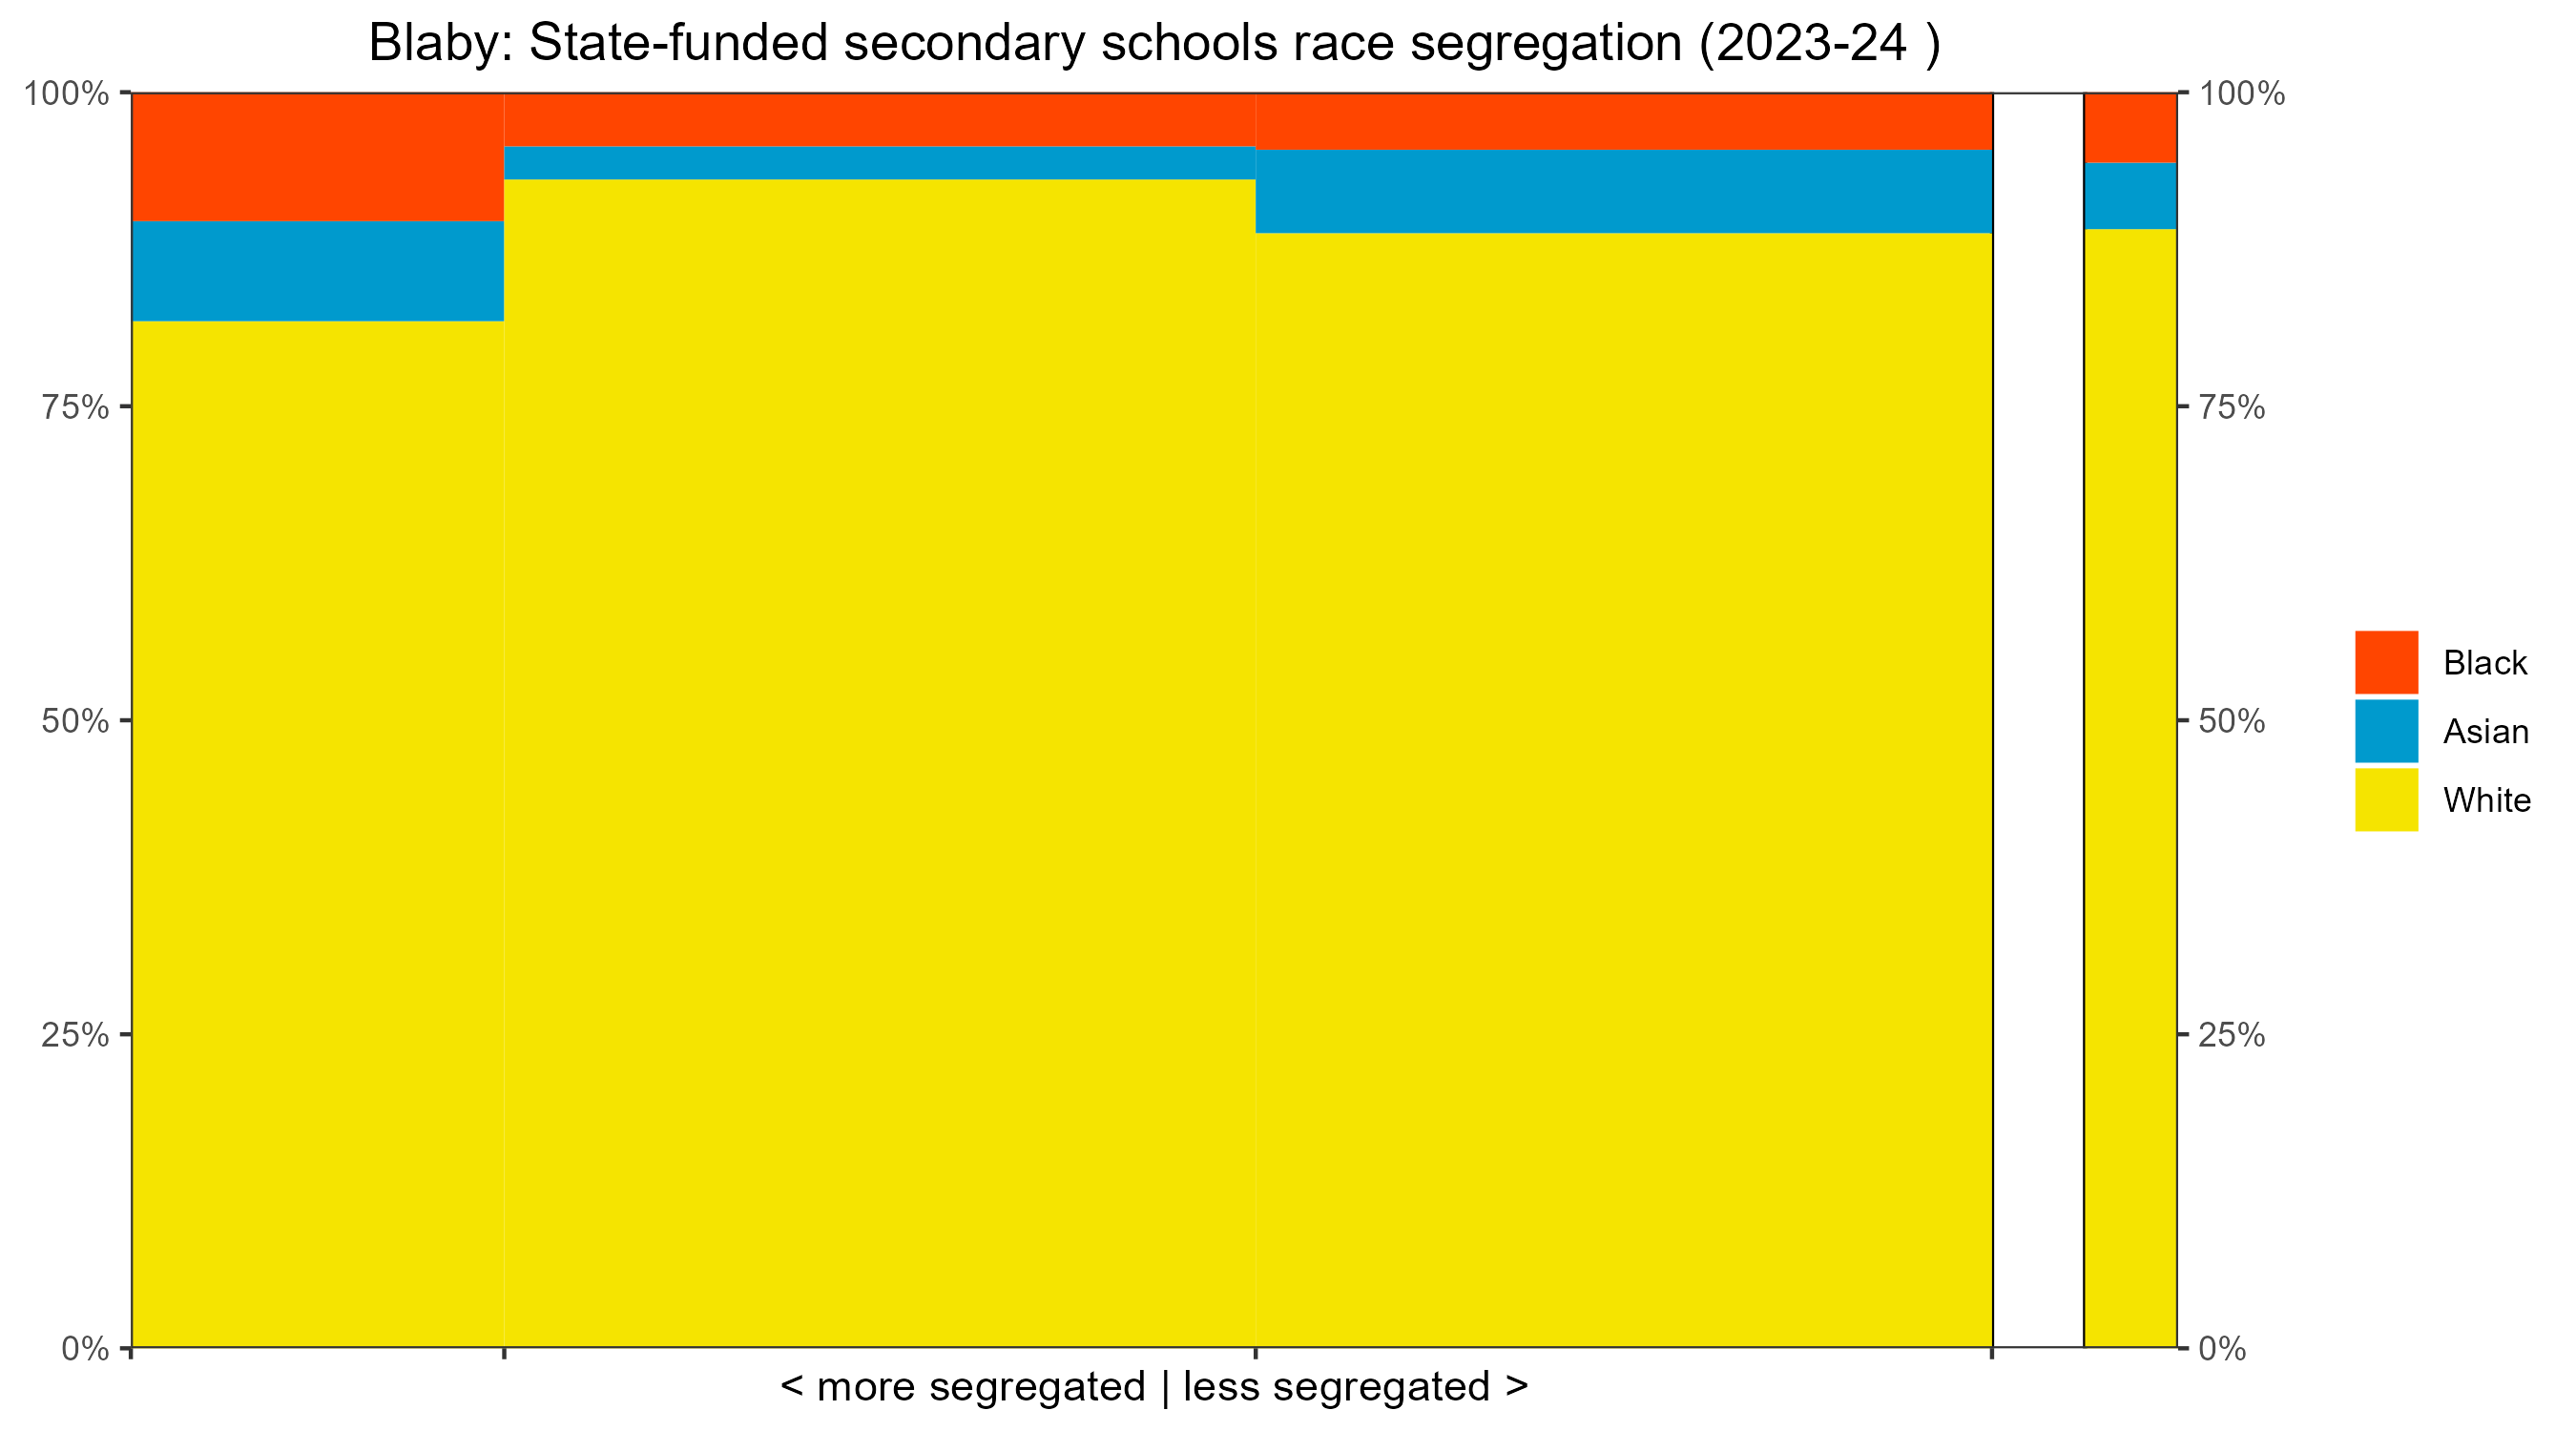 Blaby: State-funded secondary schools race segregation (2023-24 )
100%
75%
50%
25%
0%
100%
75%
50%
25%
0%
Black
Asian
White
< more segregated | less segregated >